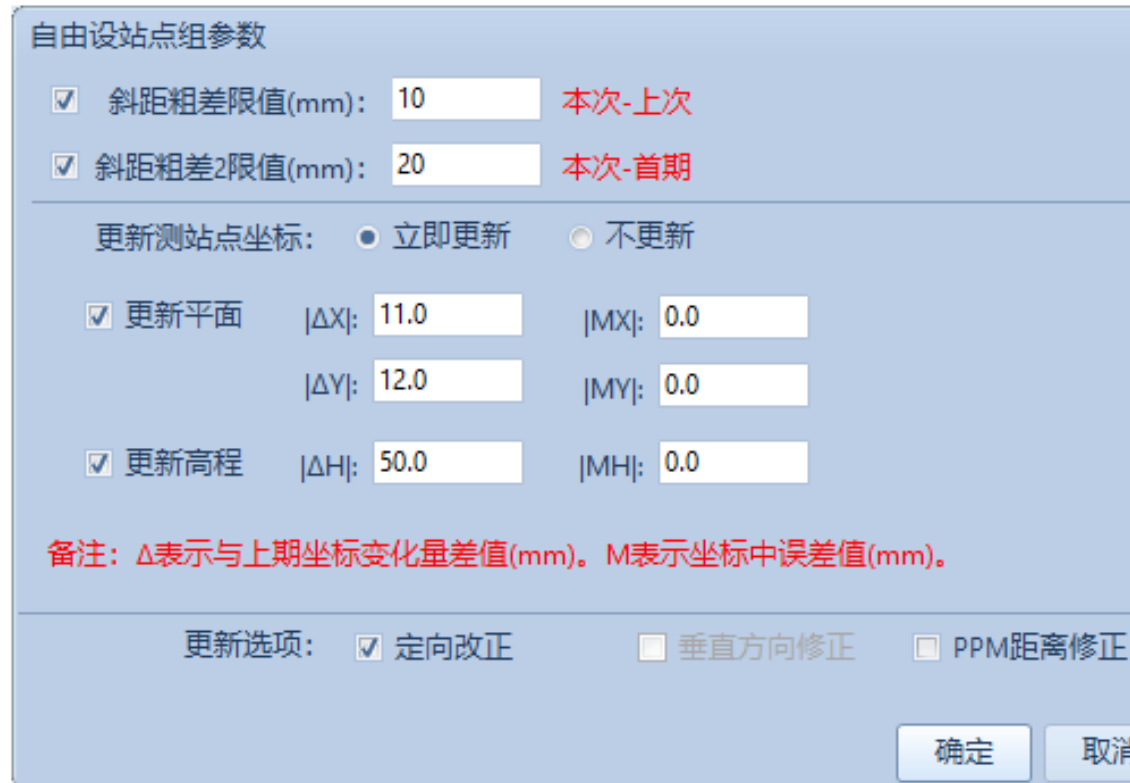 自由设站点组参数
斜距粗差限值(mm): 10 本次-上次
斜距粗差2限值(mm): 20 本次-首期
更新测站点坐标: 立即更新 不更新
更新平面 |ΔX|: 11.0 |MX|: 0.0
|ΔY|: 12.0 |MY|: 0.0
更新高程 |ΔH|: 50.0 |MH|: 0.0
备注：Δ表示与上期坐标变化量差值(mm)。M表示坐标中误差值(mm)。
更新选项: 定向改正 垂直方向修正 PPM距离修正
确定 取消